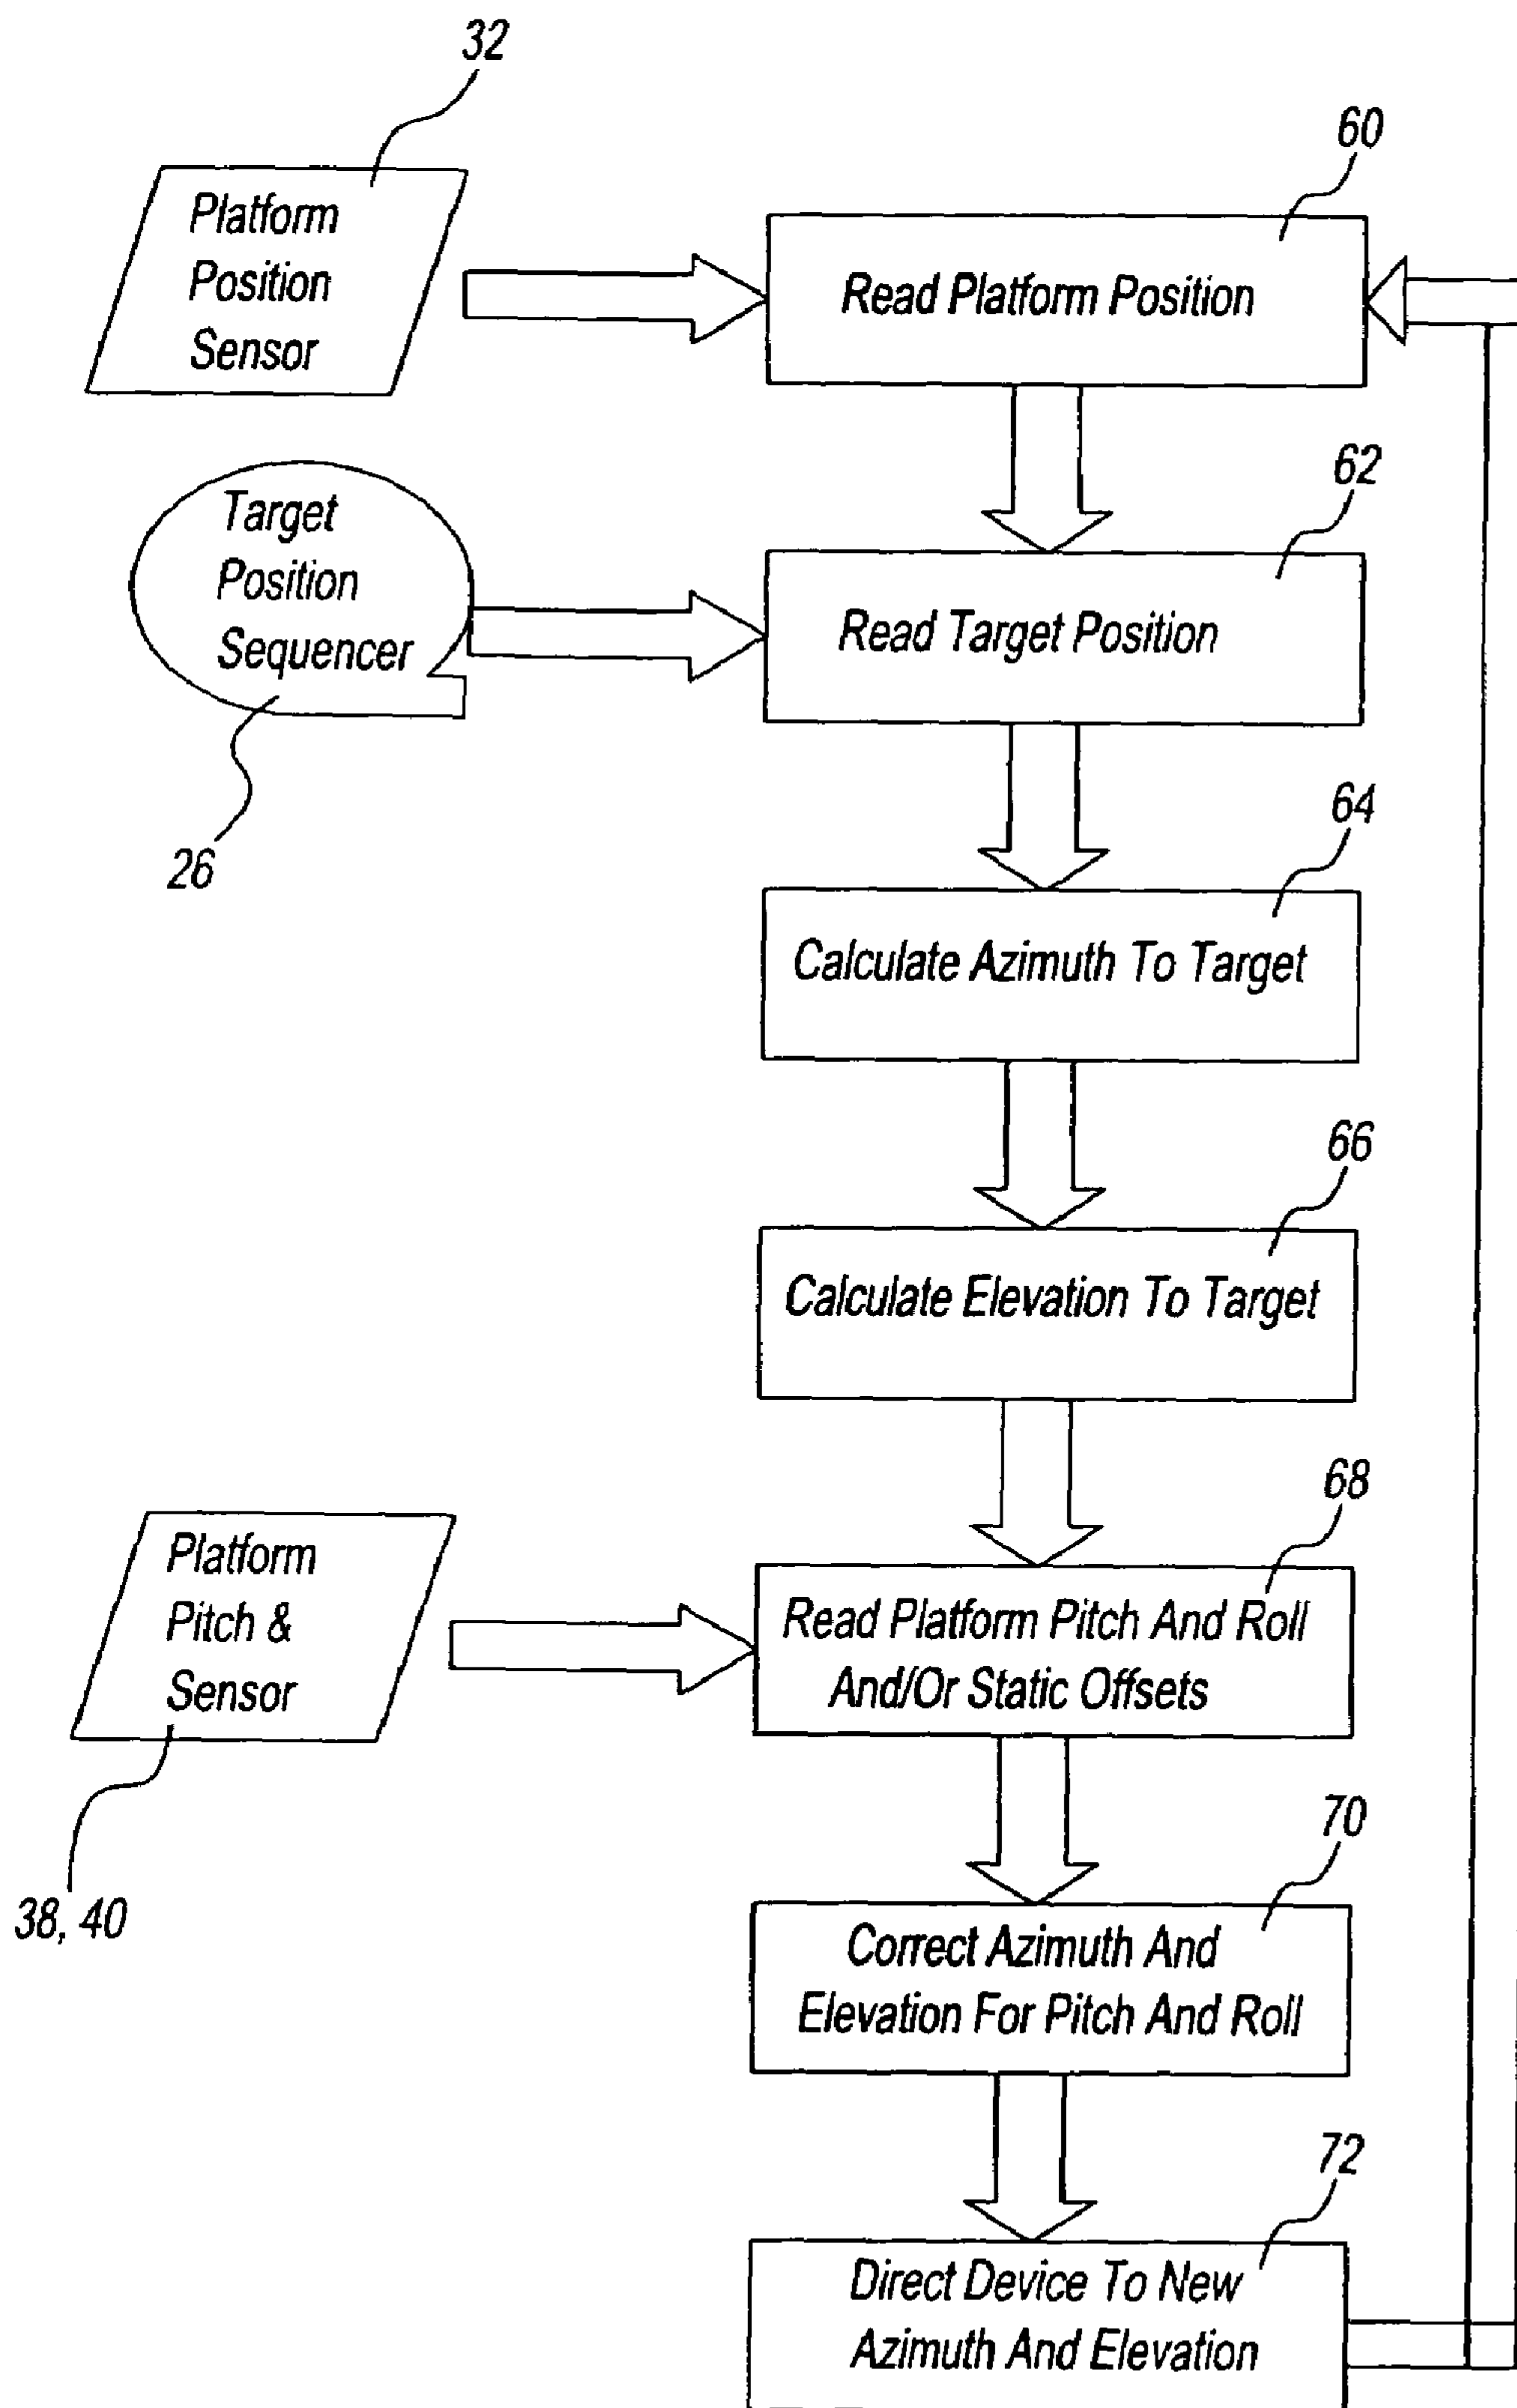 32
60
Platform
Position
Sensor
Read Platform Position
62
Target
Position
Sequencer
Read Target Position
26
64
Calculate Azimuth To Target
66
Calculate Elevation To Target
68
Platform
Pitch &
Sensor
Read Platform Pitch And Roll
And/Or Static Offsets
38, 40
70
Correct Azimuth And
Elevation For Pitch And Roll
72
Direct Device To New
Azimuth And Elevation